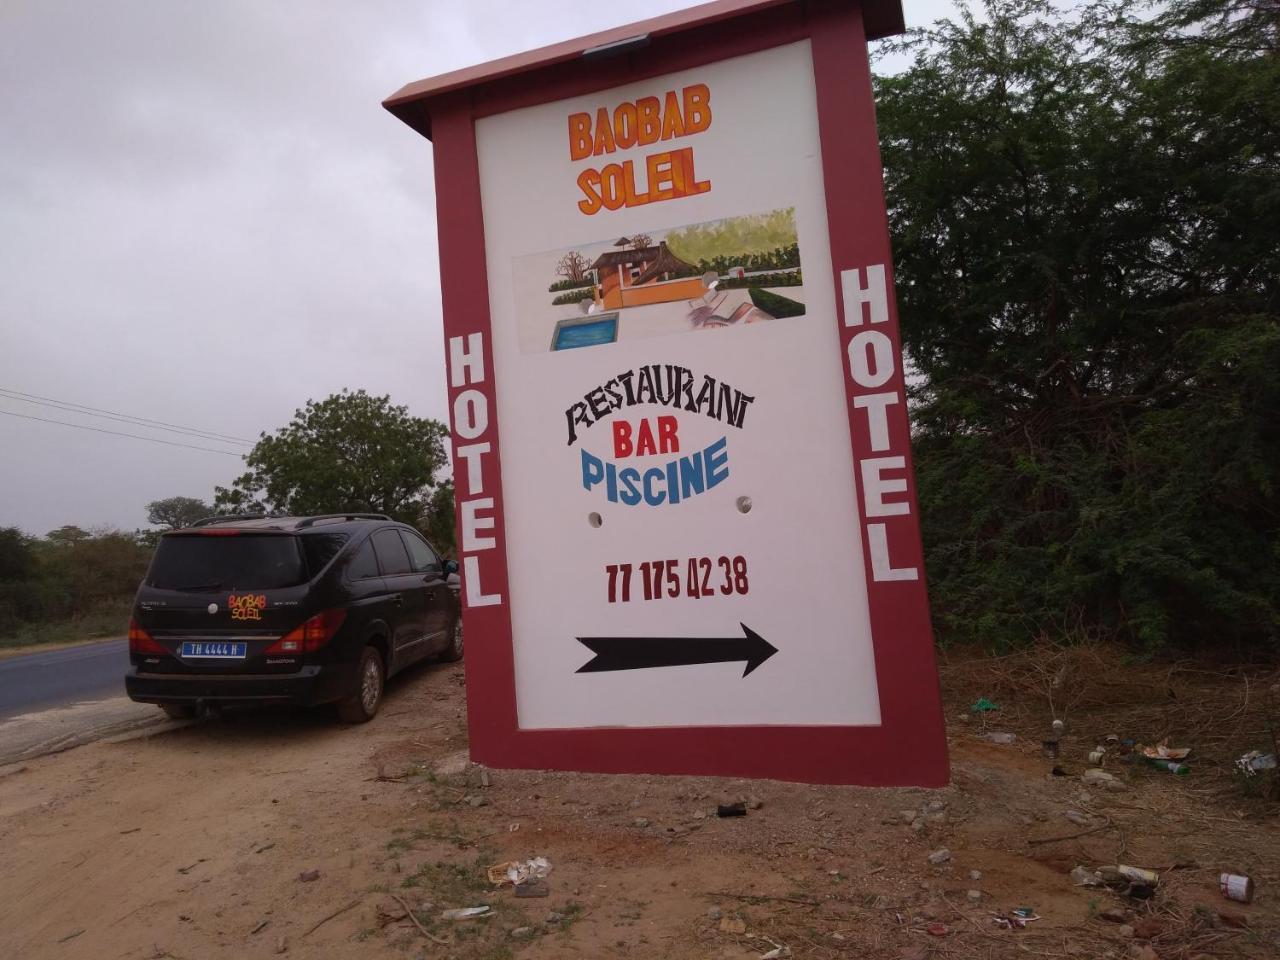 BAOBAB
SOLEIL
HOTEL
HOTEL
RESTAURANT
BAR
PISCINE
77 175 42 38
BAOBAB
SOLEIL
TH 4444 H